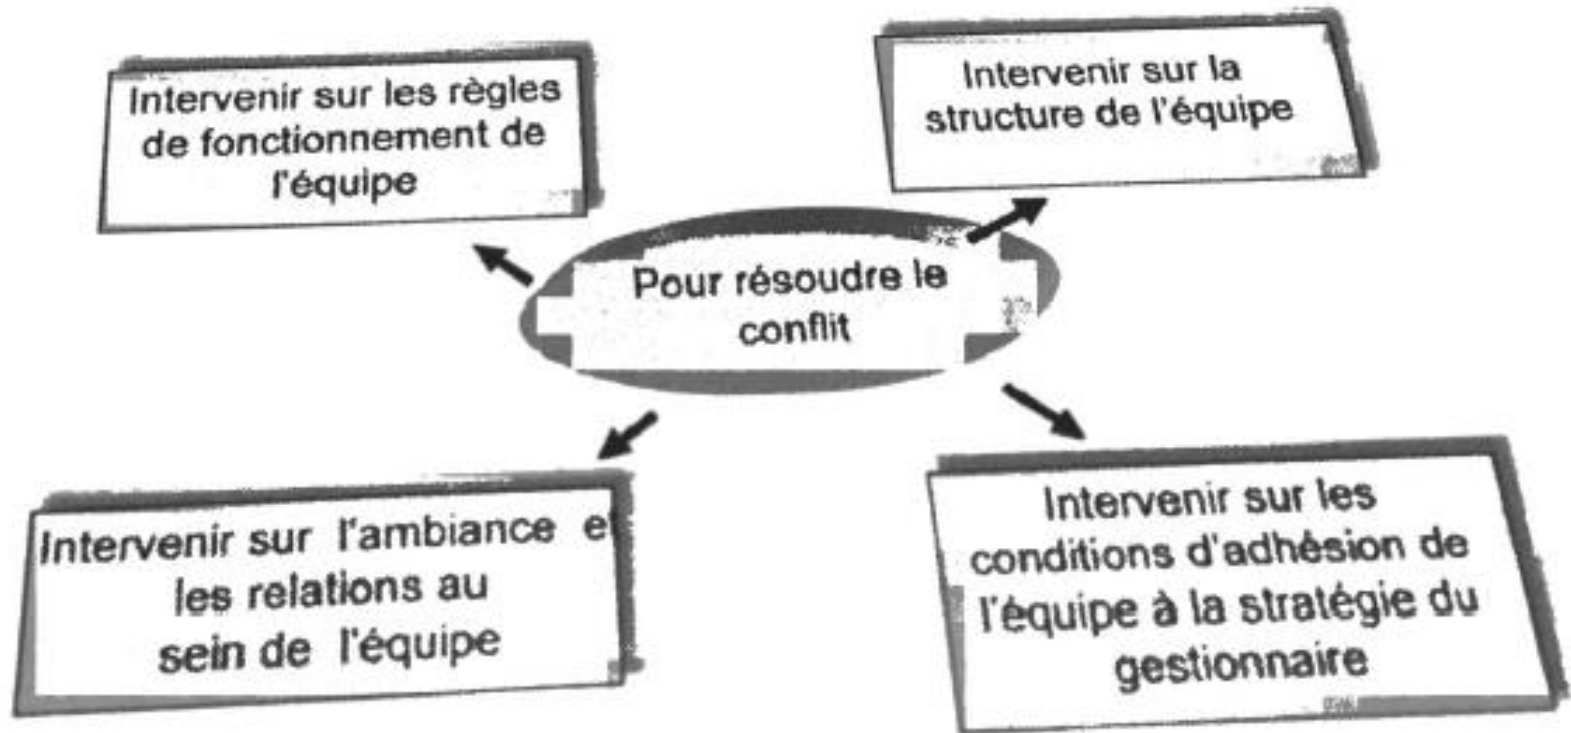 Intervenir sur les règles
de fonctionnement de
l'équipe
Intervenir sur la
structure de l'équipe
Pour résoudre le
conflit
Intervenir sur l'ambiance et
les relations au
sein de l'équipe
Intervenir sur les
conditions d'adhésion de
l'équipe à la stratégie du
gestionnaire